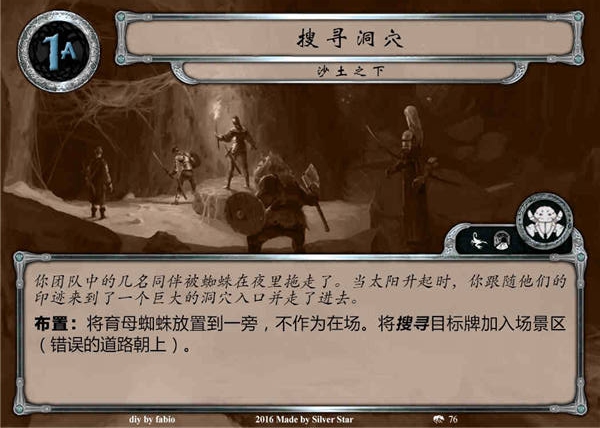 1A
搜寻洞穴
沙土之下
你团队中的几名同伴被蜘蛛在夜里拖走了。当太阳升起时，你跟随他们的
印迹来到了一个巨大的洞穴入口并走了进去。
布置：将育母蜘蛛放置到一旁，不作为在场。将搜寻目标牌加入场景区
（错误的道路朝上）。
diy by fabio 2016 Made by Silver Star 76